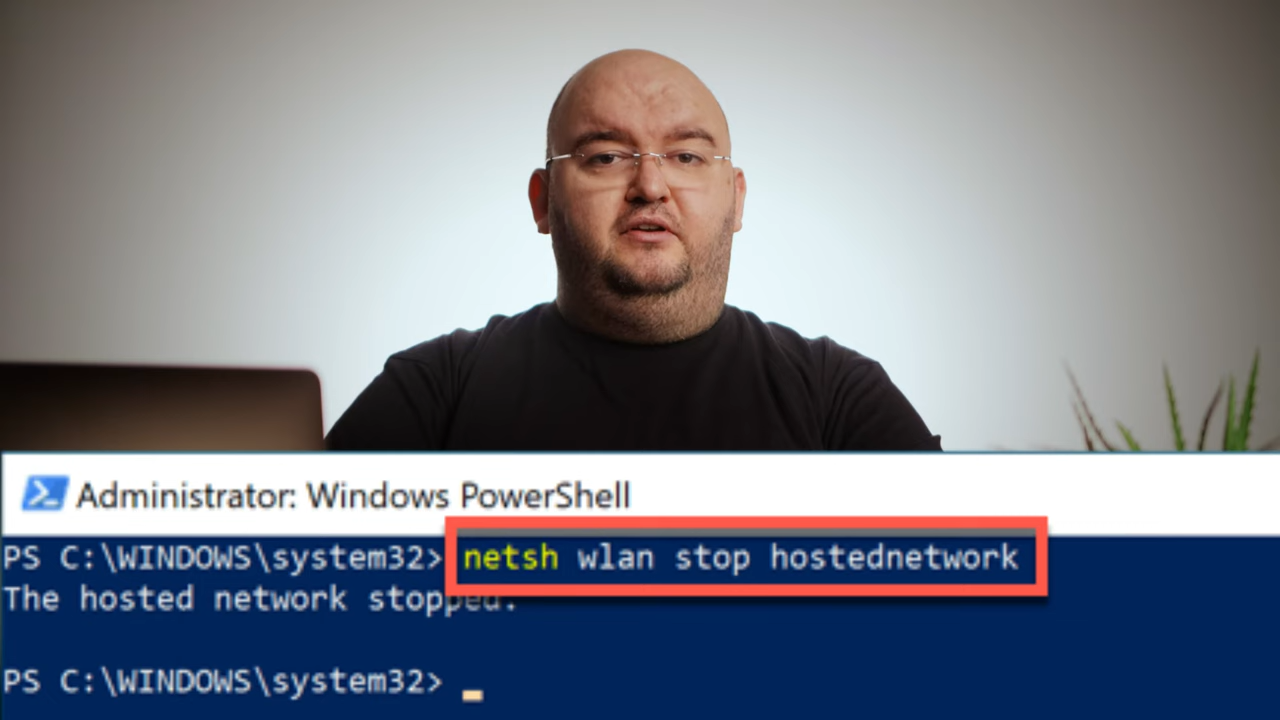 Administrator: Windows PowerShell
PS C:\WINDOWS\system32> netsh wlan stop hostednetwork
The hosted network stopped.
PS C:\WINDOWS\system32>